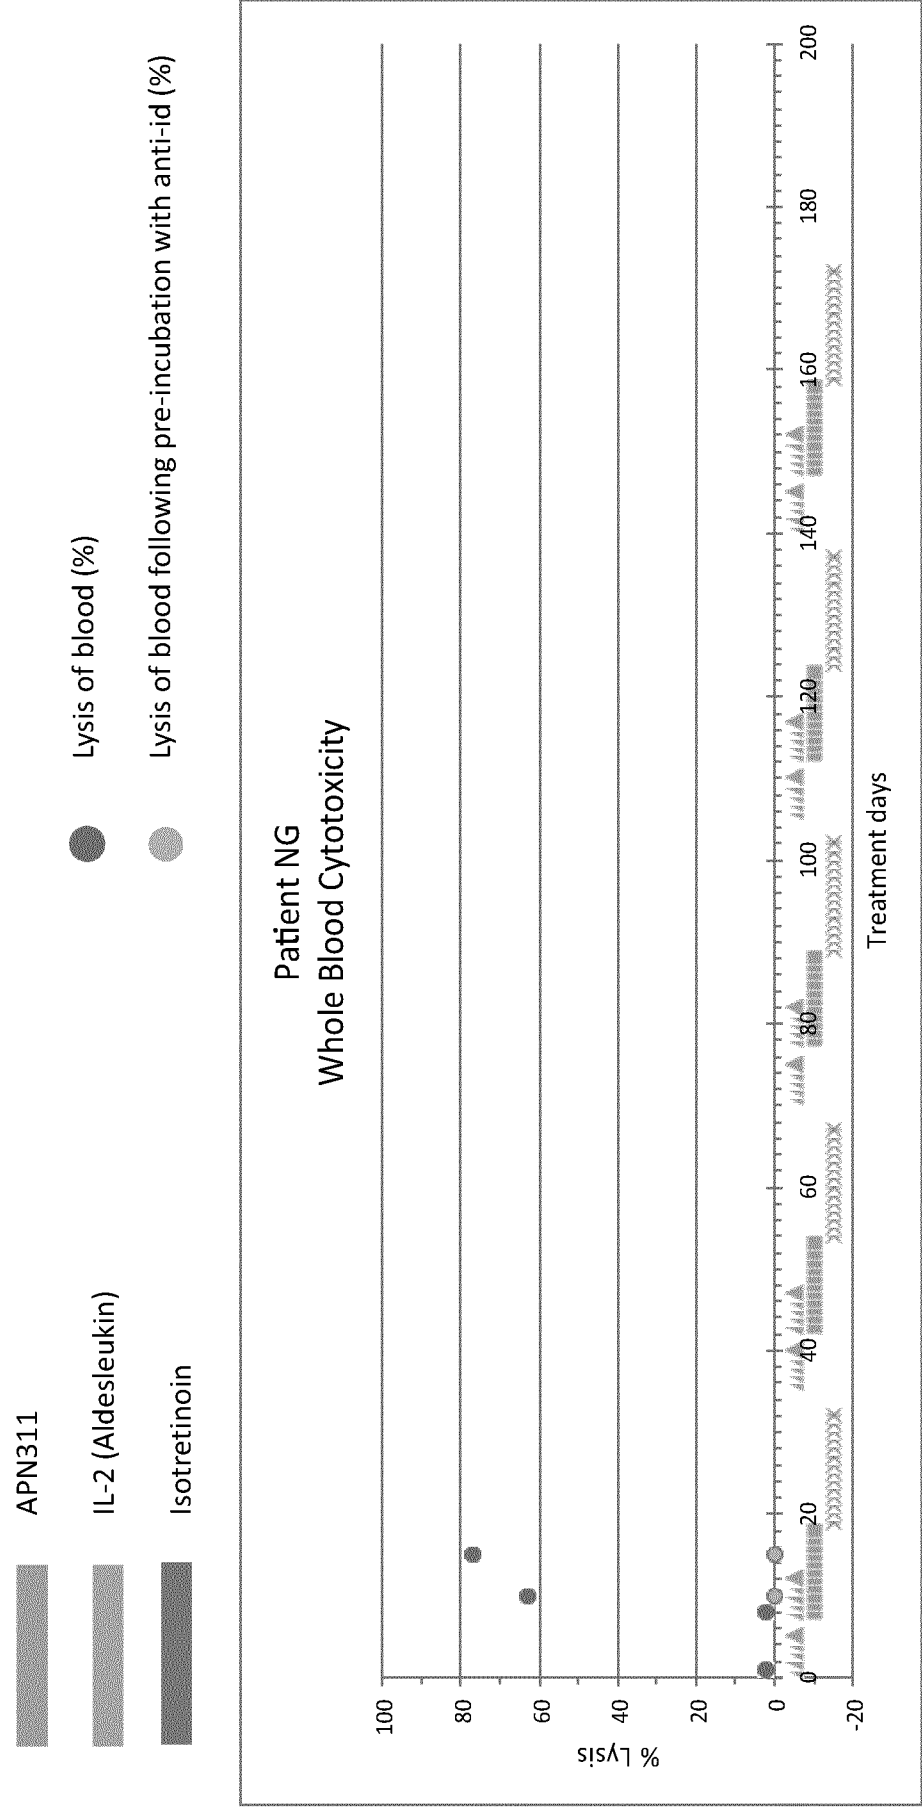 APN311
IL-2 (Aldesleukin)
Isotretinoin
Lysis of blood (%)
Lysis of blood following pre-incubation with anti-id (%)
Patient NG
Whole Blood Cytotoxicity
% Lysis
100
80
60
40
20
0
-20
0
20
40
60
80
100
120
140
160
180
200
Treatment days